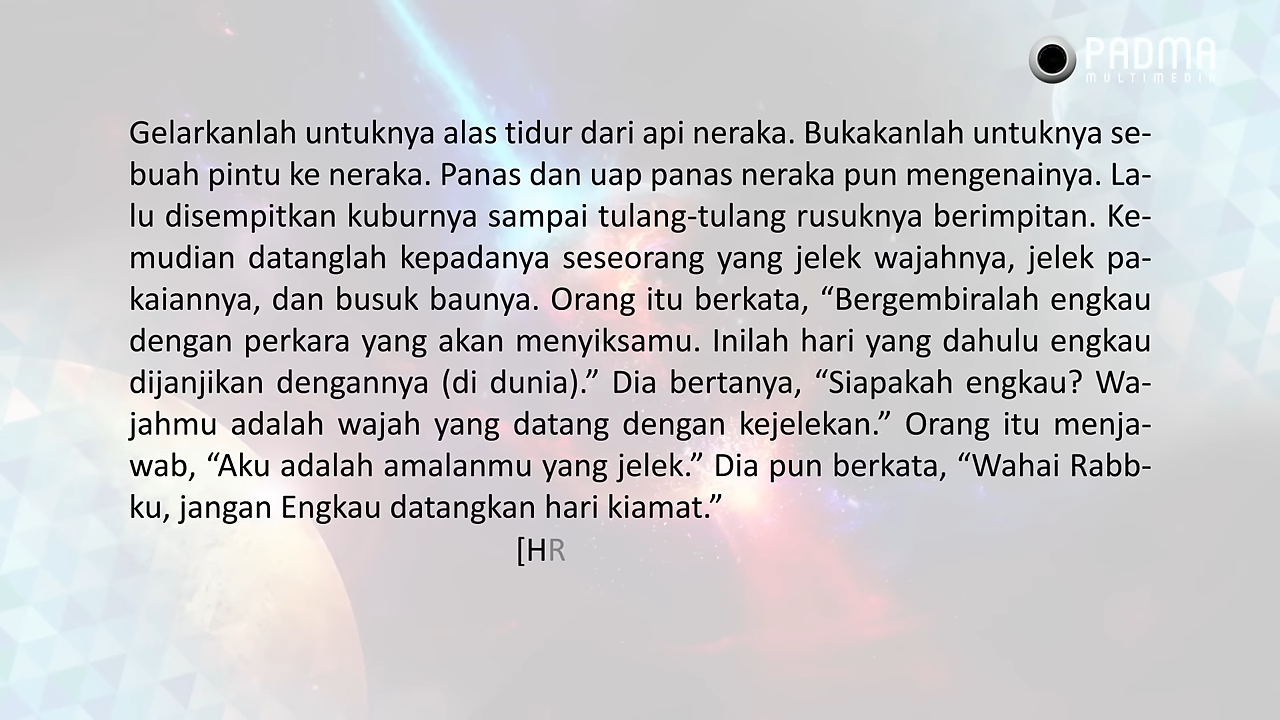 PADMA
MULTIMEDIA
Gelarkanlah untuknya alas tidur dari api neraka. Bukakanlah untuknya se-
buah pintu ke neraka. Panas dan uap panas neraka pun mengenainya. La-
lu disempitkan kuburnya sampai tulang-tulang rusuknya berimpitan. Ke-
mudian datanglah kepadanya seseorang yang jelek wajahnya, jelek pa-
kaiannya, dan busuk baunya. Orang itu berkata, “Bergembiralah engkau
dengan perkara yang akan menyiksamu. Inilah hari yang dahulu engkau
dijanjikan dengannya (di dunia).” Dia bertanya, “Siapakah engkau? Wa-
jahmu adalah wajah yang datang dengan kejelekan.” Orang itu menja-
wab, “Aku adalah amalanmu yang jelek.” Dia pun berkata, “Wahai Rabb-
ku, jangan Engkau datangkan hari kiamat.”
[HR